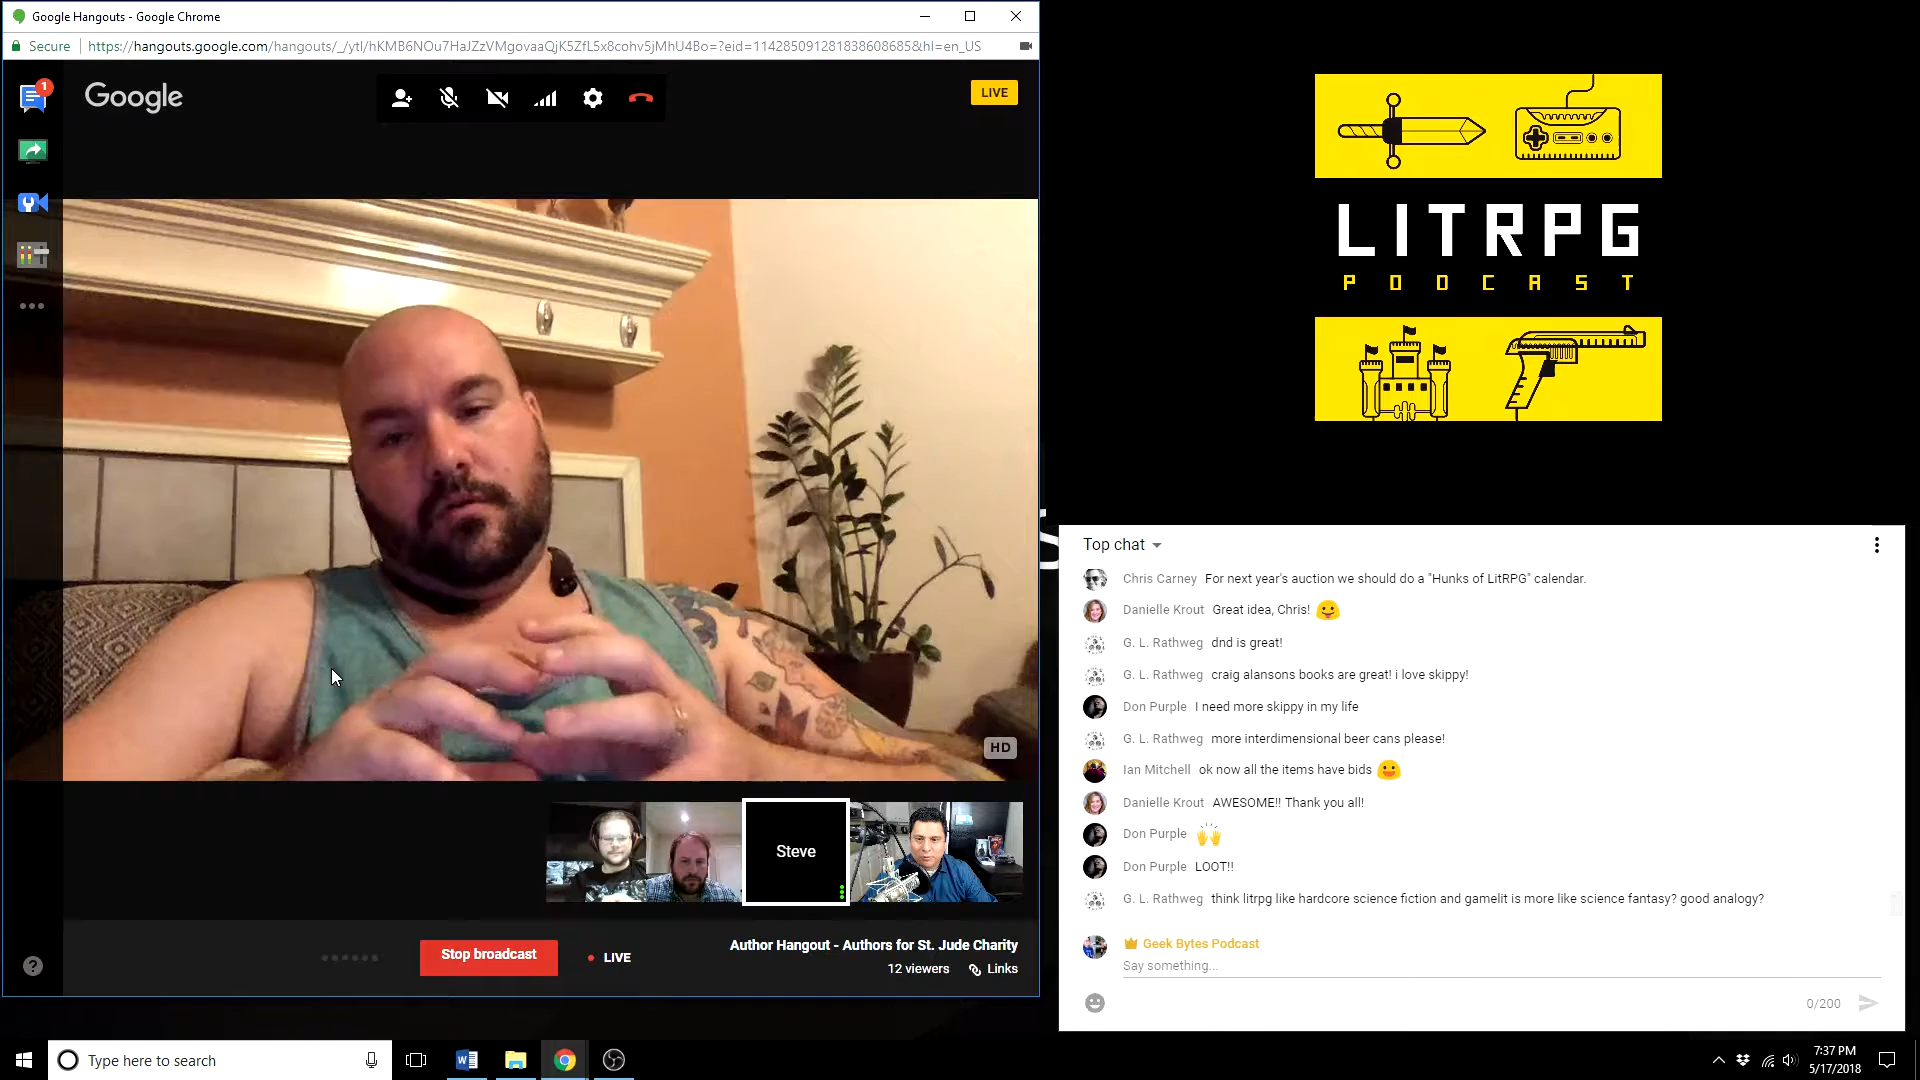 Google Hangouts - Google Chrome
Secure
https://hangouts.google.com/hangouts/_/ytl/hKMB6NOu7HaJZzVMgovaaQjK5ZfL5x8cohv5jMhU4Bo=?eid=114285091281838608685&hl=en_US
1
Google
LIVE
HD
Steve
Stop broadcast
LIVE
Author Hangout - Authors for St. Jude Charity
12 viewers
Links
LITRPG
PODCAST
S
Top chat
Chris Carney For next year's auction we should do a "Hunks of LitRPG" calendar.
Danielle Krout Great idea, Chris!
G. L. Rathweg dnd is great!
G. L. Rathweg craig alansons books are great! i love skippy!
Don Purple I need more skippy in my life
G. L. Rathweg more interdimensional beer cans please!
Ian Mitchell ok now all the items have bids
Danielle Krout AWESOME!! Thank you all!
Don Purple
Don Purple LOOT!!
G. L. Rathweg think litrpg like hardcore science fiction and gamelit is more like science fantasy? good analogy?
Geek Bytes Podcast
Say something...
0/200
Type here to search
7:37 PM
5/17/2018